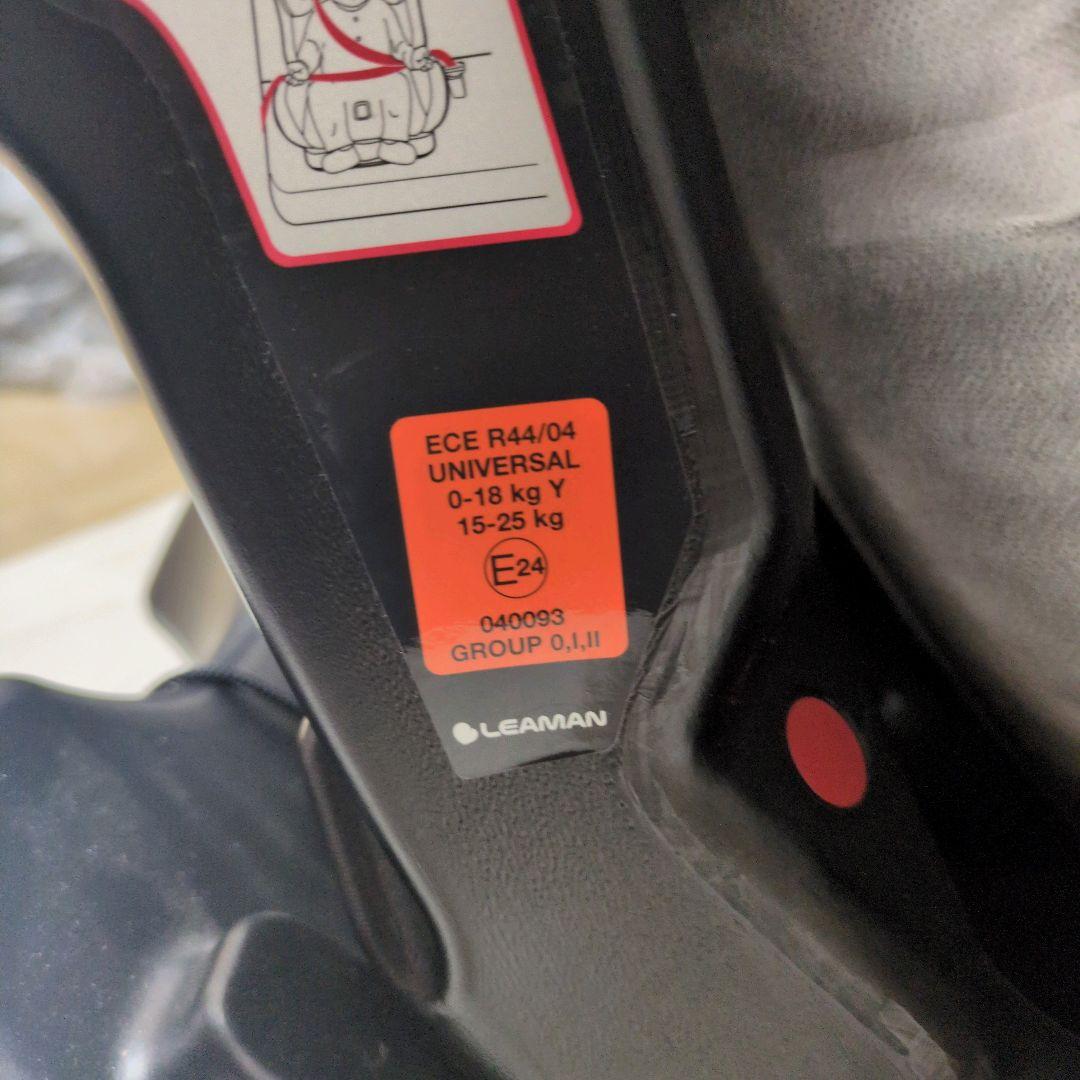 ECE R44/04
UNIVERSAL
0-18 kg Y
15-25 kg
E24
040093
GROUP 0,I,II
LEAMAN